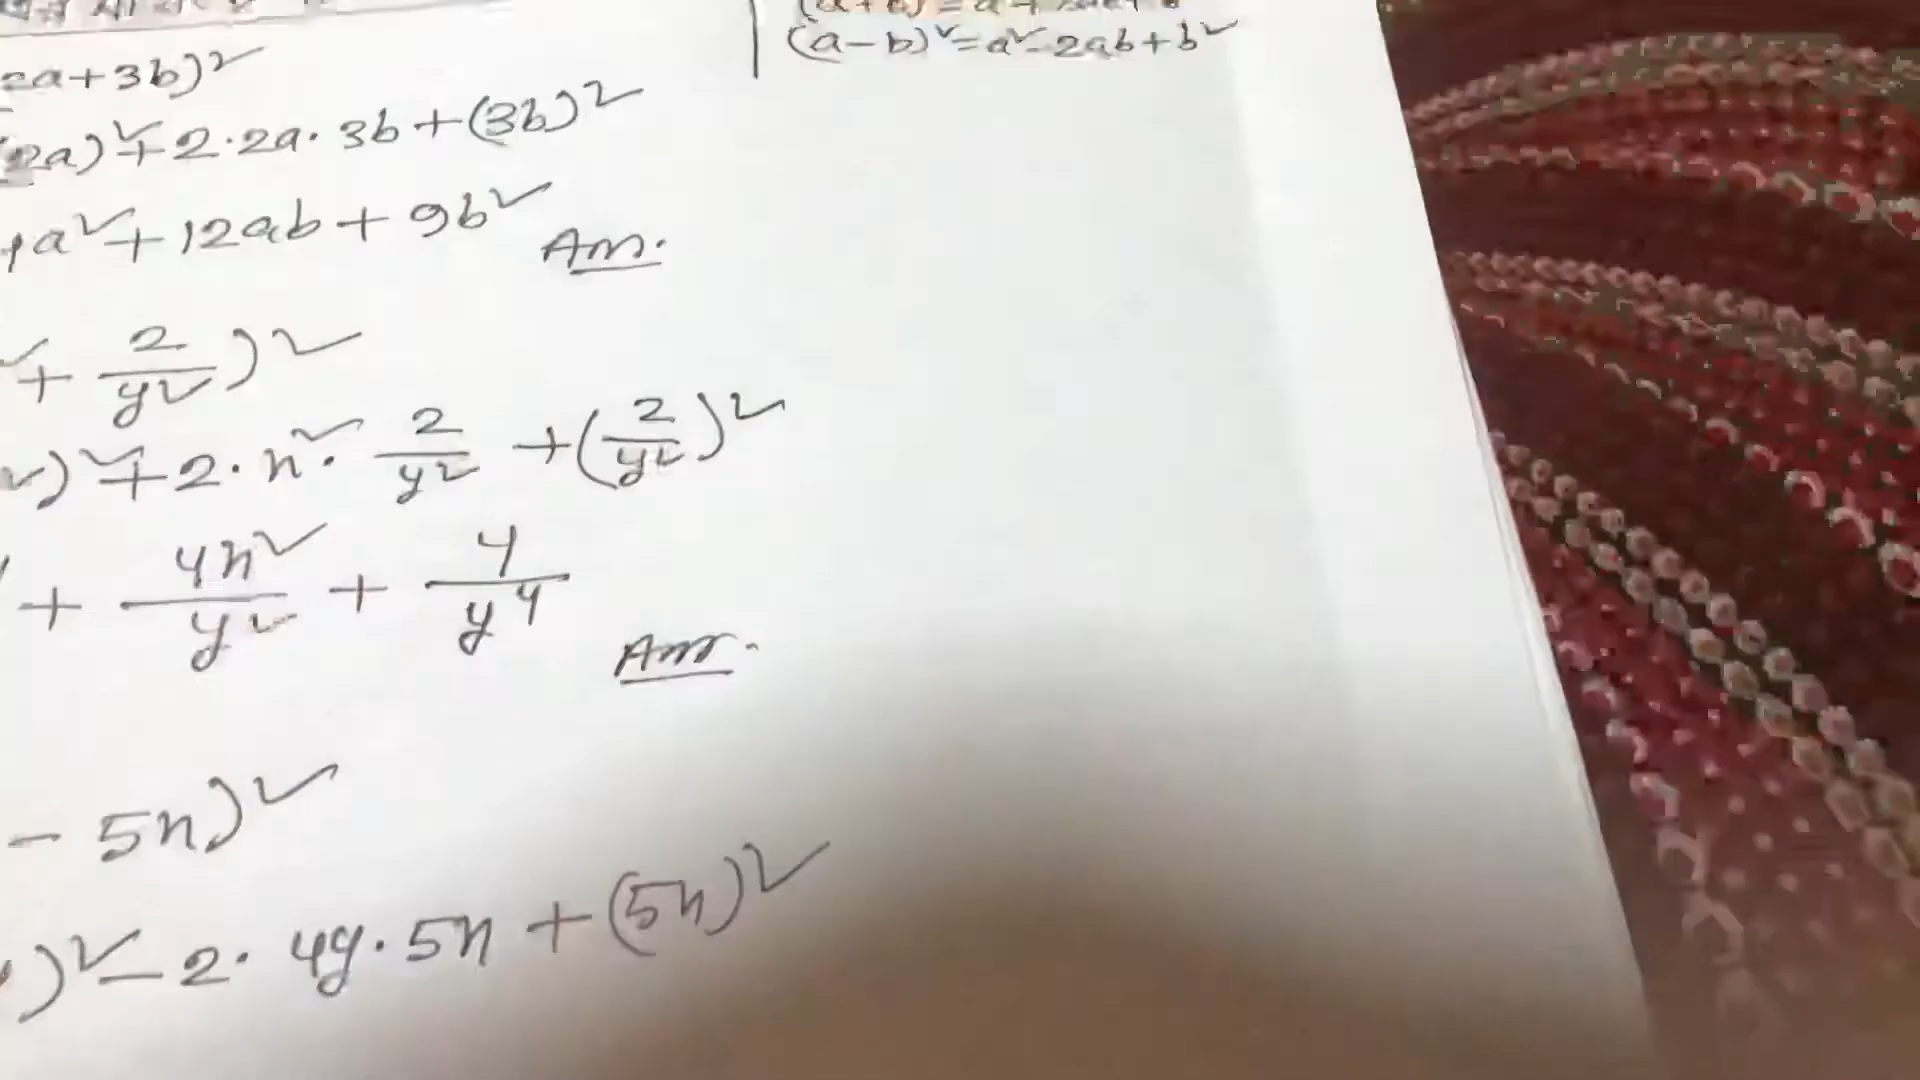 (a-b)²=a²-2ab+b²
2a+3b)²
2a)²+2·2a·3b+(3b)²
a²+12ab+9b²
Ans.
+ 2/y²)²
)²+2·x²·2/y²+(2/y²)²
+ 4x²/y² + 4/y⁴
Ans.
- 5x)²
)²-2·4y·5x+(5x)²